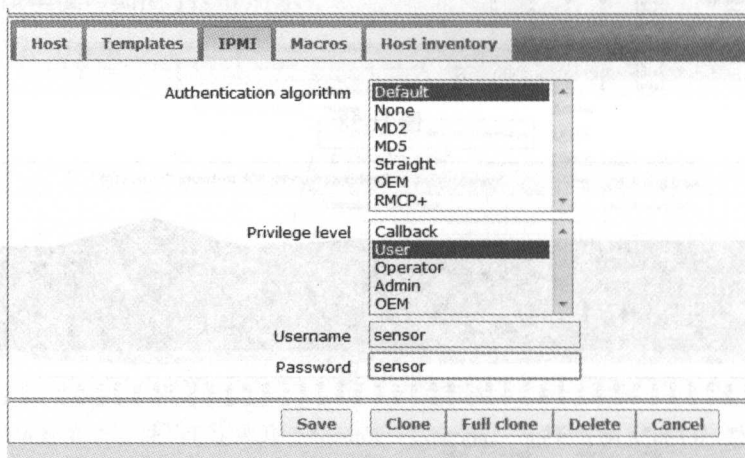 Host Templates IPMI Macros Host inventory
Authentication algorithm Default
None
MD2
MD5
Straight
OEM
RMCP+
Privilege level Callback
User
Operator
Admin
OEM
Username sensor
Password sensor
Save Clone Full clone Delete Cancel